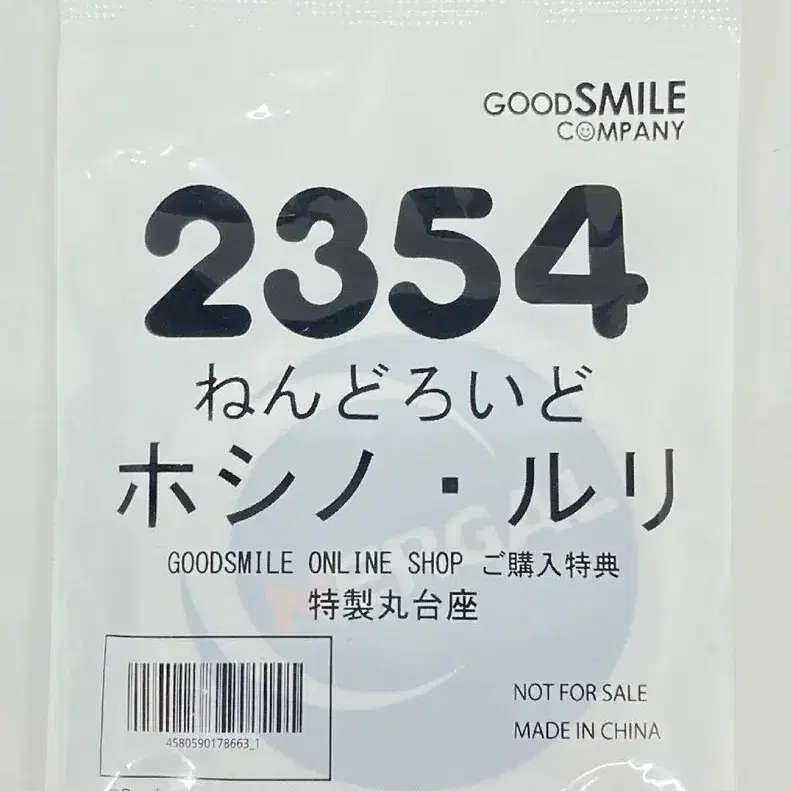 GOODSMILE
COMPANY
2354
ねんどろいど
ホシノ・ルリ
NERGAL
GOODSMILE ONLINE SHOP ご購入特典
特製丸台座
4580590178663_1
NOT FOR SALE
MADE IN CHINA